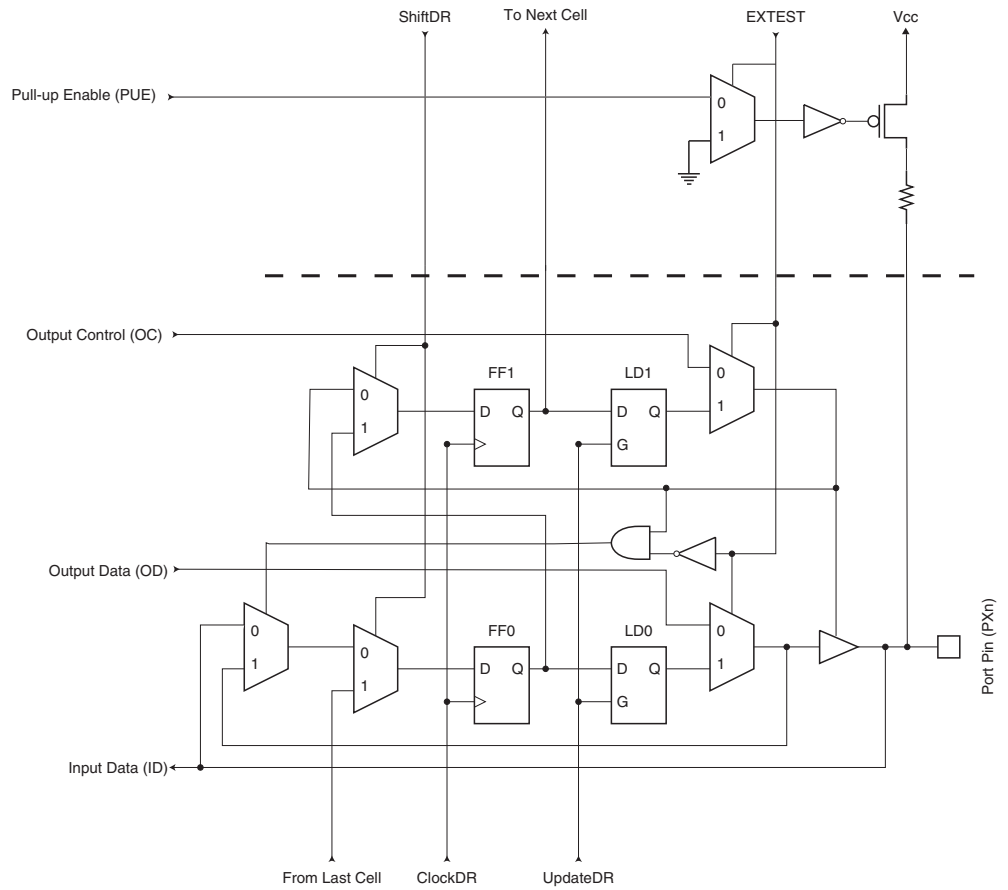 ShiftDR
To Next Cell
EXTEST
Vcc
Pull-up Enable (PUE)
0
1
Output Control (OC)
FF1
LD1
0
1
D Q
D Q
G
0
1
Output Data (OD)
FF0
LD0
0
1
0
1
D Q
D Q
G
0
1
Port Pin (PXn)
Input Data (ID)
From Last Cell
ClockDR
UpdateDR